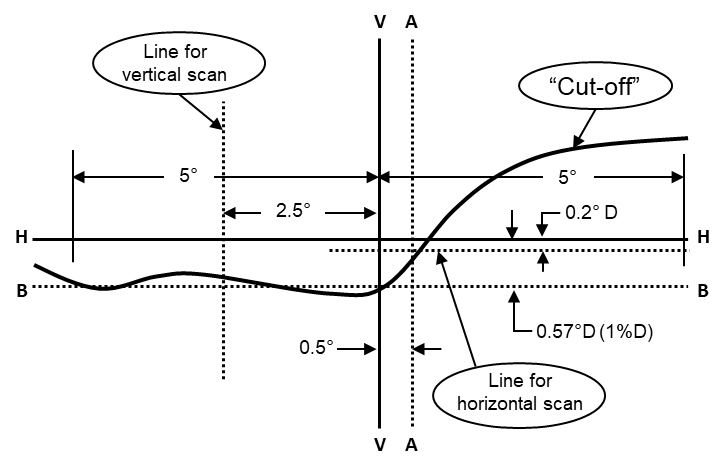 V A
Line for
vertical scan
“Cut-off”
5°
5°
2.5°
0.2° D
H
H
B
B
0.57°D (1%D)
0.5°
Line for
horizontal scan
V A